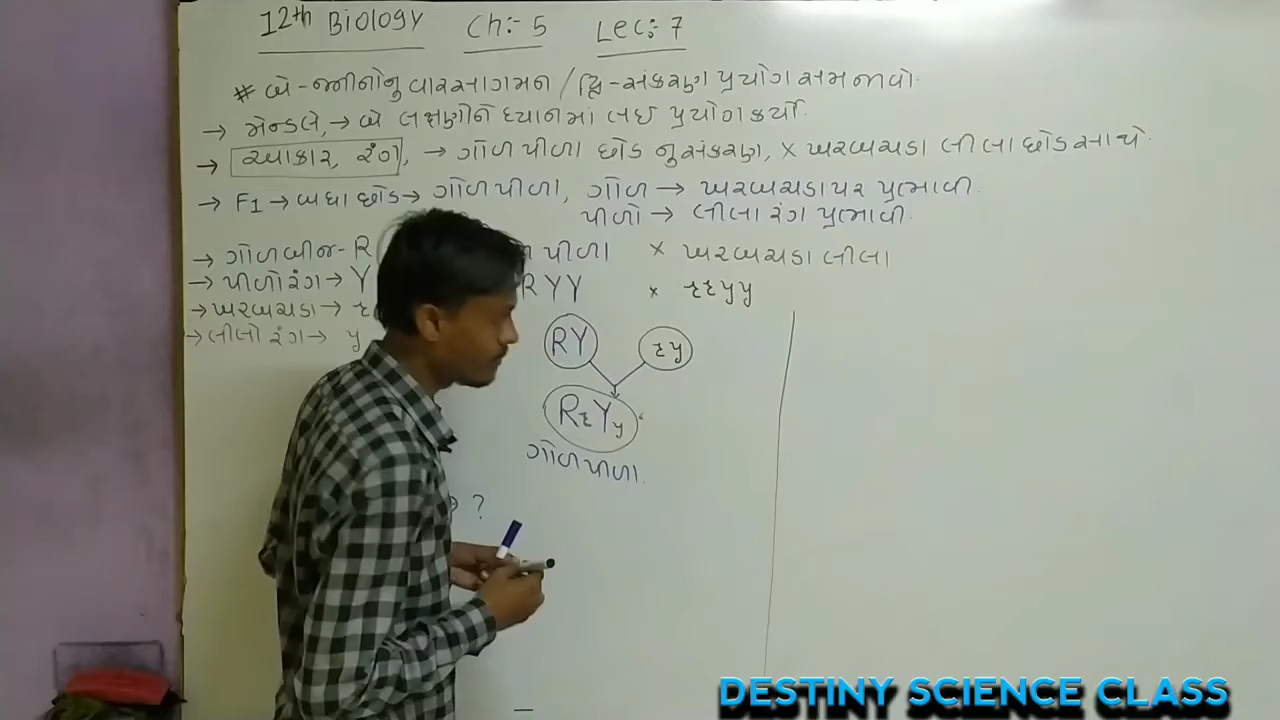 12th Biology Ch:- 5 Lec:- 7
# બે-જનીનોનુ વારસાગમન / દ્વિ-સંકરણ પ્રયોગ સમજાવો.
→ મેન્ડલે, → બે લક્ષણોને ધ્યાનમાં લઈ પ્રયોગ કર્યો.
→ આકાર, રંગ, → ગોળ પીળા છોડ નુ સંકરણ, × ખરબચડા લીલા છોડ સાથે.
→ F1 → બધા છોડ → ગોળ પીળા, ગોળ → ખરબચડા પર પ્રભાવી.
પીળો → લીલા રંગ પ્રભાવી.
→ ગોળ બીજ- R પીળા × ખરબચડા લીલા
→ પીળો રંગ → Y RYY × rryy
→ ખરબચડા → r
→ લીલો રંગ → y
RY ry
RrYy
ગોળ પીળા.
?
DESTINY SCIENCE CLASS